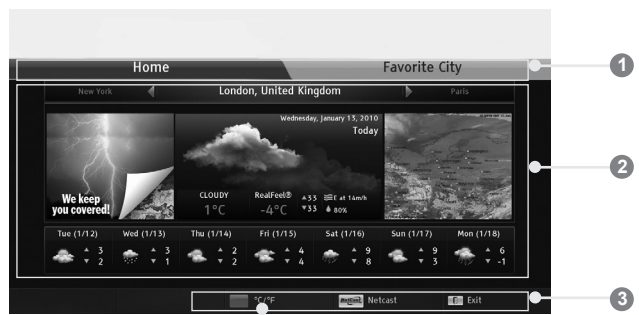 Home
Favorite City
1
New York
London, United Kingdom
Paris
2
Wednesday, January 13, 2010
Today
We keep
you covered!
CLOUDY
1°C
RealFeel®
-4°C
▲33
▼33
E at 14m/h
80%
Tue (1/12)
Wed (1/13)
Thu (1/14)
Fri (1/15)
Sat (1/16)
Sun (1/17)
Mon (1/18)
▲ 3
▼ 2
▲ 3
▼ 1
▲ 2
▼ 2
▲ 4
▼ 4
▲ 9
▼ 8
▲ 9
▼ 3
▲ 6
▼ -1
°C/°F
NetCast
Netcast
E
Exit
3